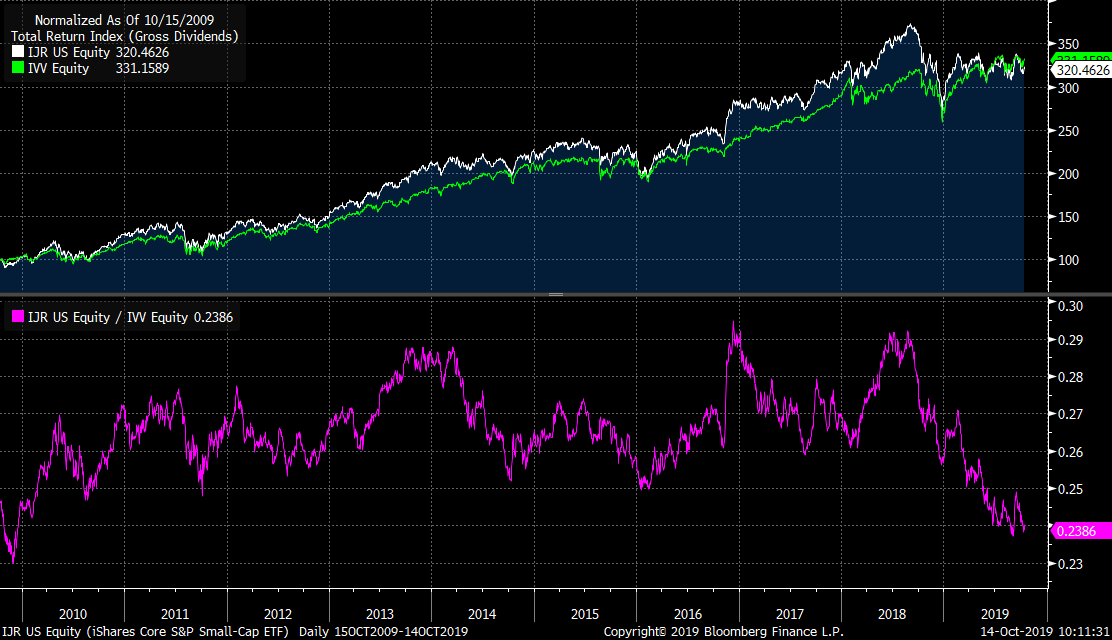 Normalized As Of 10/15/2009
Total Return Index (Gross Dividends)
IJR US Equity 320.4626
IVV Equity 331.1589
350
331.1589
320.4626
300
250
200
150
100
IJR US Equity / IVV Equity 0.2386
0.30
0.29
0.28
0.27
0.26
0.25
0.2386
0.23
2010 2011 2012 2013 2014 2015 2016 2017 2018 2019
IJR US Equity (iShares Core S&P Small-Cap ETF) Daily 15OCT2009-14OCT2019 Copyright© 2019 Bloomberg Finance L.P. 14-Oct-2019 10:11:31